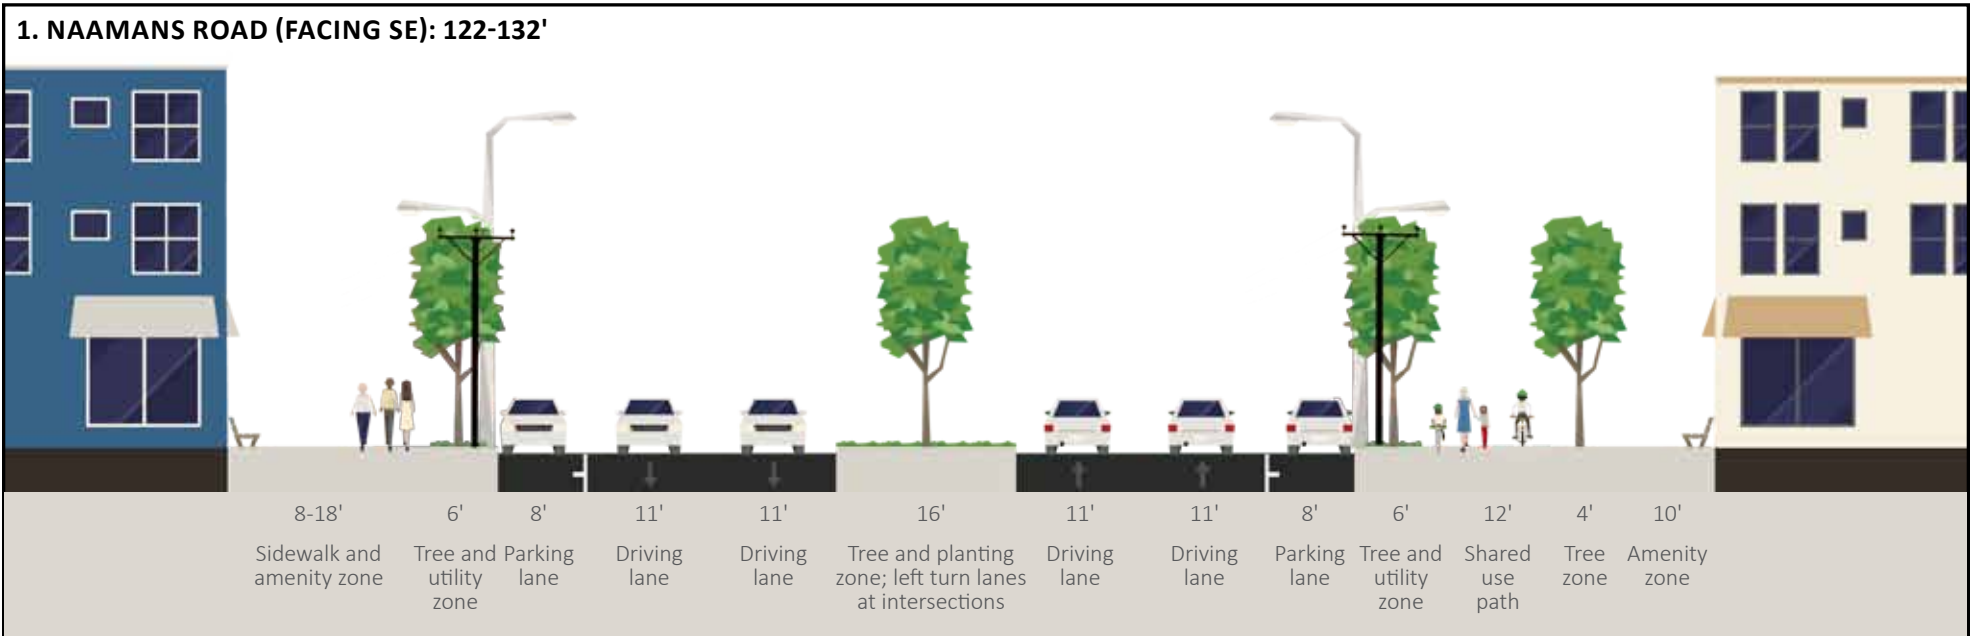 1. NAAMANS ROAD (FACING SE): 122-132'
8-18' 6' 8' 11' 11' 16' 11' 11' 8' 6' 12' 4' 10'
Sidewalk and Tree and Parking Driving Driving Tree and planting Driving Driving Parking Tree and Shared Tree Amenity
amenity zone utility lane lane lane zone; left turn lanes lane lane lane utility use zone zone
zone at intersections zone path